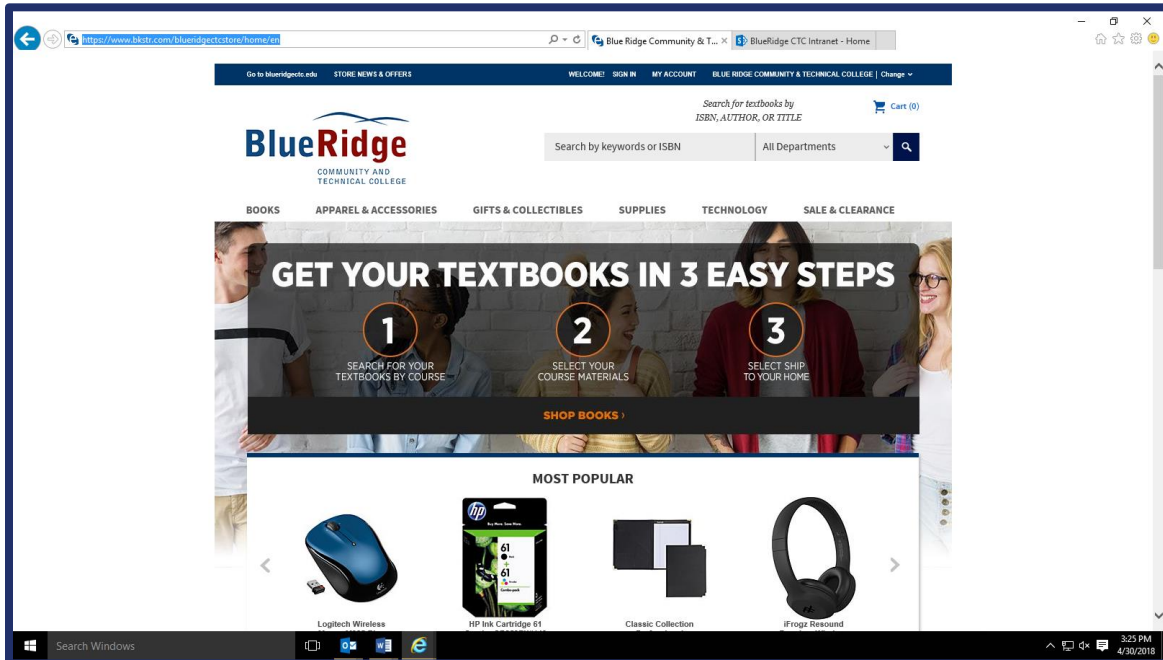 https://www.bkstr.com/blueridgectcstore/home/en
Blue Ridge Community & T...
BlueRidge CTC Intranet - Home
Go to blueridgectc.edu STORE NEWS & OFFERS WELCOME! SIGN IN MY ACCOUNT BLUE RIDGE COMMUNITY & TECHNICAL COLLEGE | Change
Search for textbooks by
ISBN, AUTHOR, OR TITLE
Cart (0)
BlueRidge
COMMUNITY AND
TECHNICAL COLLEGE
Search by keywords or ISBN All Departments
BOOKS APPAREL & ACCESSORIES GIFTS & COLLECTIBLES SUPPLIES TECHNOLOGY SALE & CLEARANCE
GET YOUR TEXTBOOKS IN 3 EASY STEPS
1 2 3
SEARCH FOR YOUR SELECT YOUR SELECT SHIP
TEXTBOOKS BY COURSE COURSE MATERIALS TO YOUR HOME
SHOP BOOKS ›
MOST POPULAR
hp
61
+
61
Logitech Wireless HP Ink Cartridge 61 Classic Collection iFrogz Resound
Search Windows
3:25 PM
4/30/2018